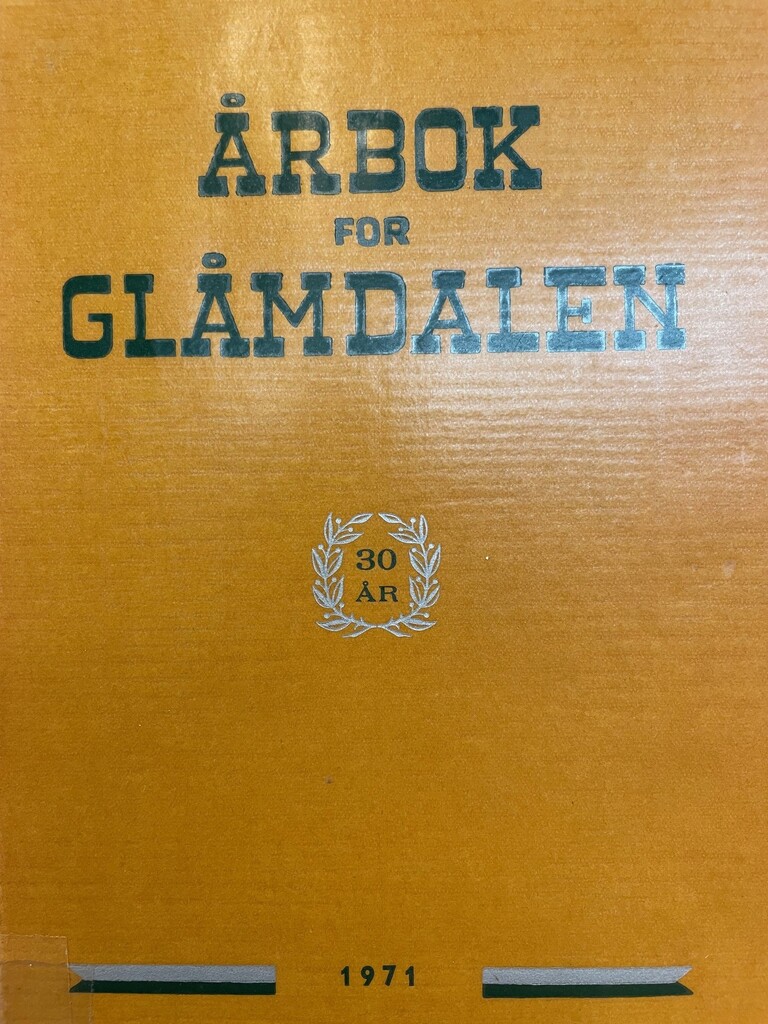 ÅRBOK
FOR
GLÅMDALEN
30
ÅR
1971